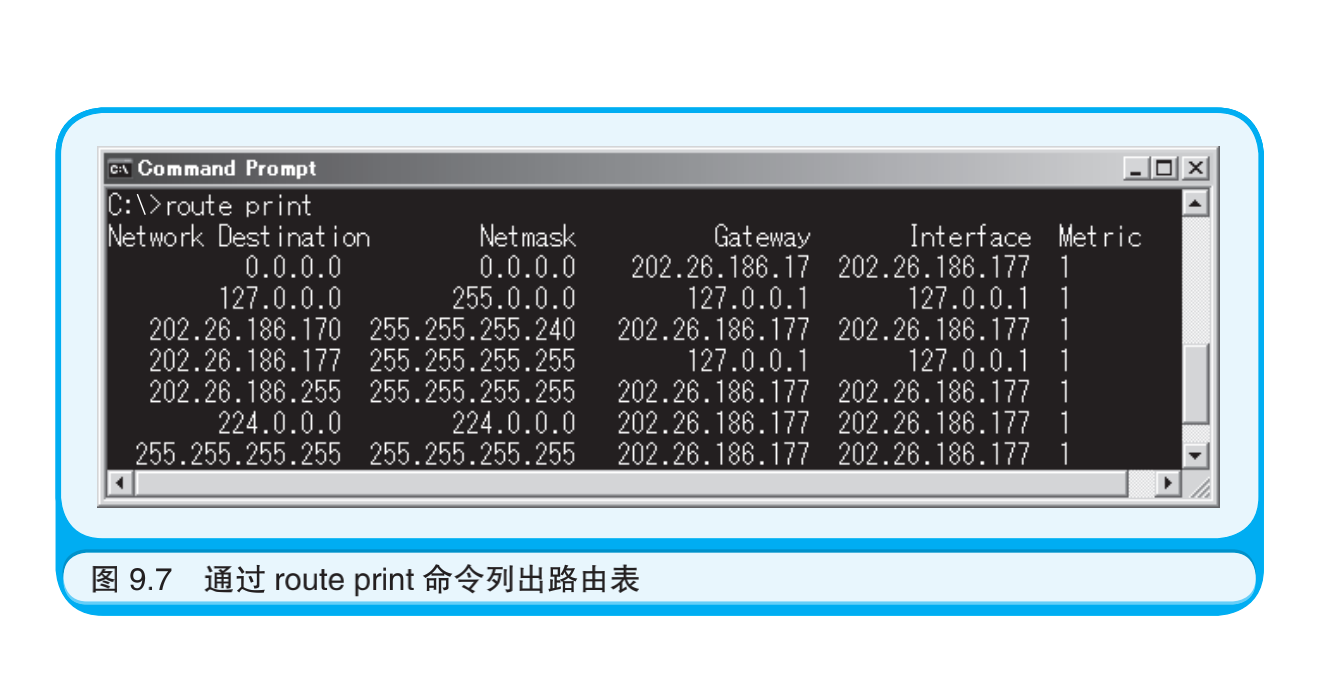 Command Prompt
C:\>route print
Network Destination Netmask Gateway Interface Metric
0.0.0.0 0.0.0.0 202.26.186.17 202.26.186.177 1
127.0.0.0 255.0.0.0 127.0.0.1 127.0.0.1 1
202.26.186.170 255.255.255.240 202.26.186.177 202.26.186.177 1
202.26.186.177 255.255.255.255 127.0.0.1 127.0.0.1 1
202.26.186.255 255.255.255.255 202.26.186.177 202.26.186.177 1
224.0.0.0 224.0.0.0 202.26.186.177 202.26.186.177 1
255.255.255.255 255.255.255.255 202.26.186.177 202.26.186.177 1
图 9.7 通过 route print 命令列出路由表